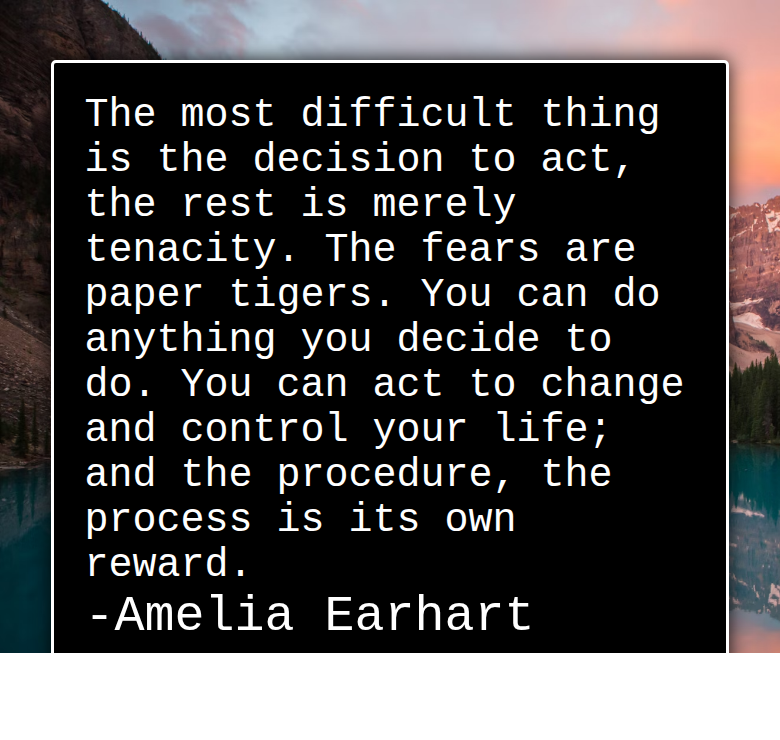 The most difficult thing
is the decision to act,
the rest is merely
tenacity. The fears are
paper tigers. You can do
anything you decide to
do. You can act to change
and control your life;
and the procedure, the
process is its own
reward.
-Amelia Earhart